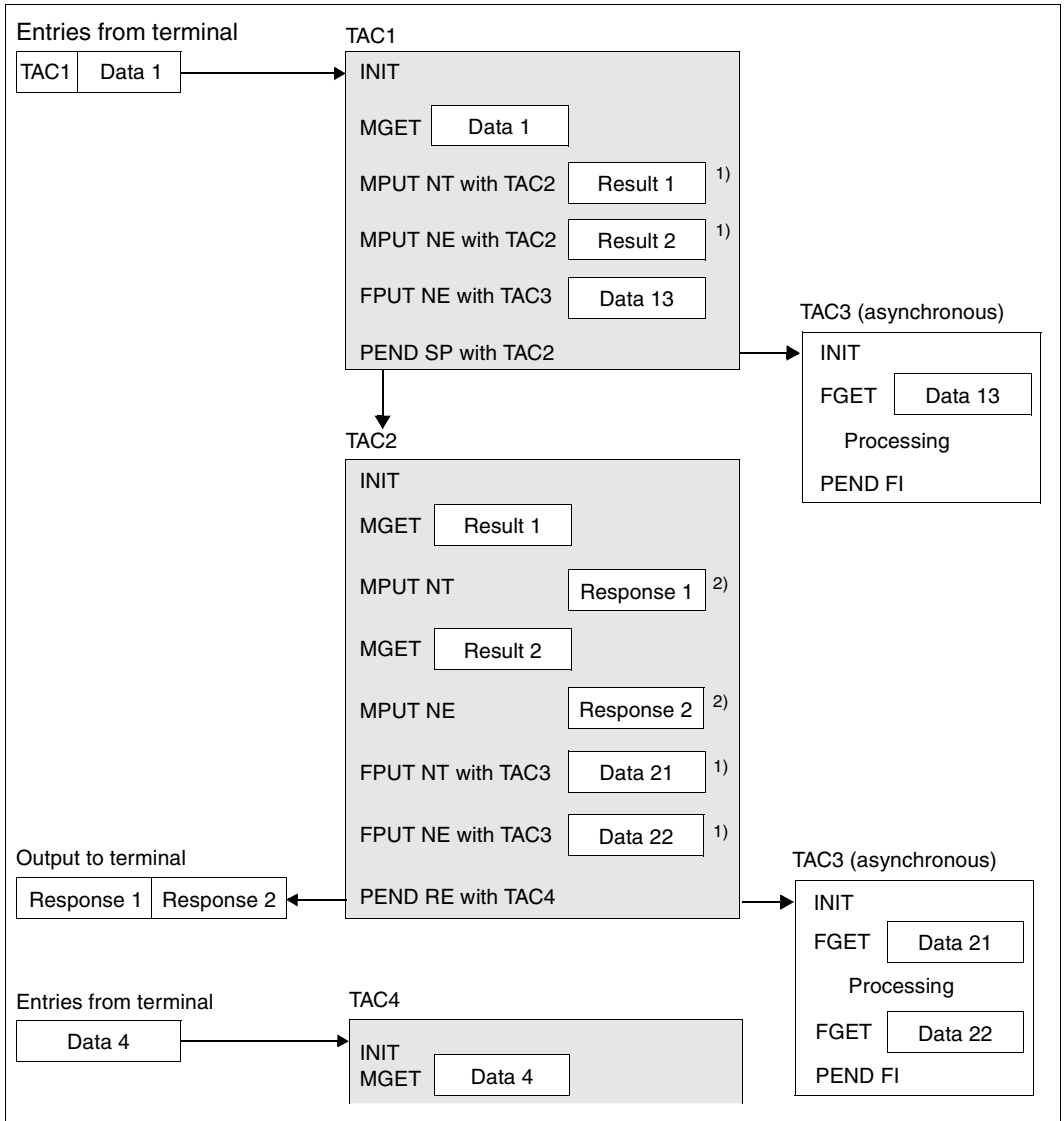 Entries from terminal
TAC1 Data 1
TAC1
INIT
MGET Data 1
MPUT NT with TAC2 Result 1 1)
MPUT NE with TAC2 Result 2 1)
FPUT NE with TAC3 Data 13
PEND SP with TAC2
TAC3 (asynchronous)
INIT
FGET Data 13
Processing
PEND FI
TAC2
INIT
MGET Result 1
MPUT NT Response 1 2)
MGET Result 2
MPUT NE Response 2 2)
FPUT NT with TAC3 Data 21 1)
FPUT NE with TAC3 Data 22 1)
PEND RE with TAC4
Output to terminal
Response 1 Response 2
TAC3 (asynchronous)
INIT
FGET Data 21
Processing
FGET Data 22
PEND FI
Entries from terminal
Data 4
TAC4
INIT
MGET Data 4